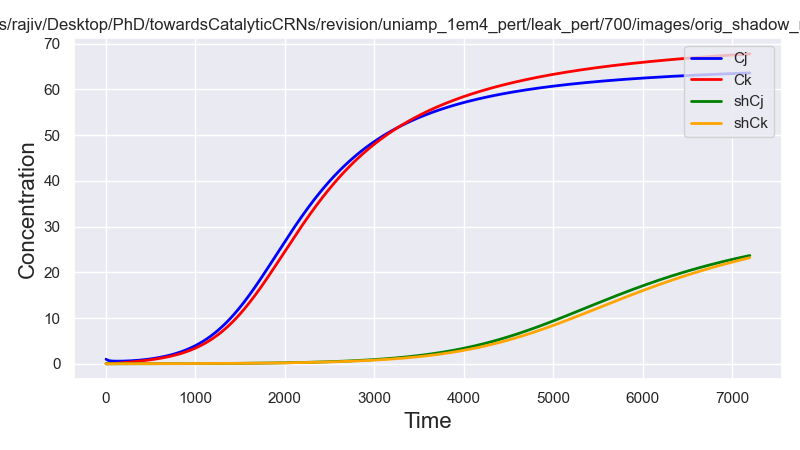 s/rajiv/Desktop/PhD/towardsCatalyticCRNs/revision/uniamp_1em4_pert/leak_pert/700/images/orig_shadow_
70
60
50
40
30
20
10
0
Concentration
Cj
Ck
shCj
shCk
0 1000 2000 3000 4000 5000 6000 7000
Time